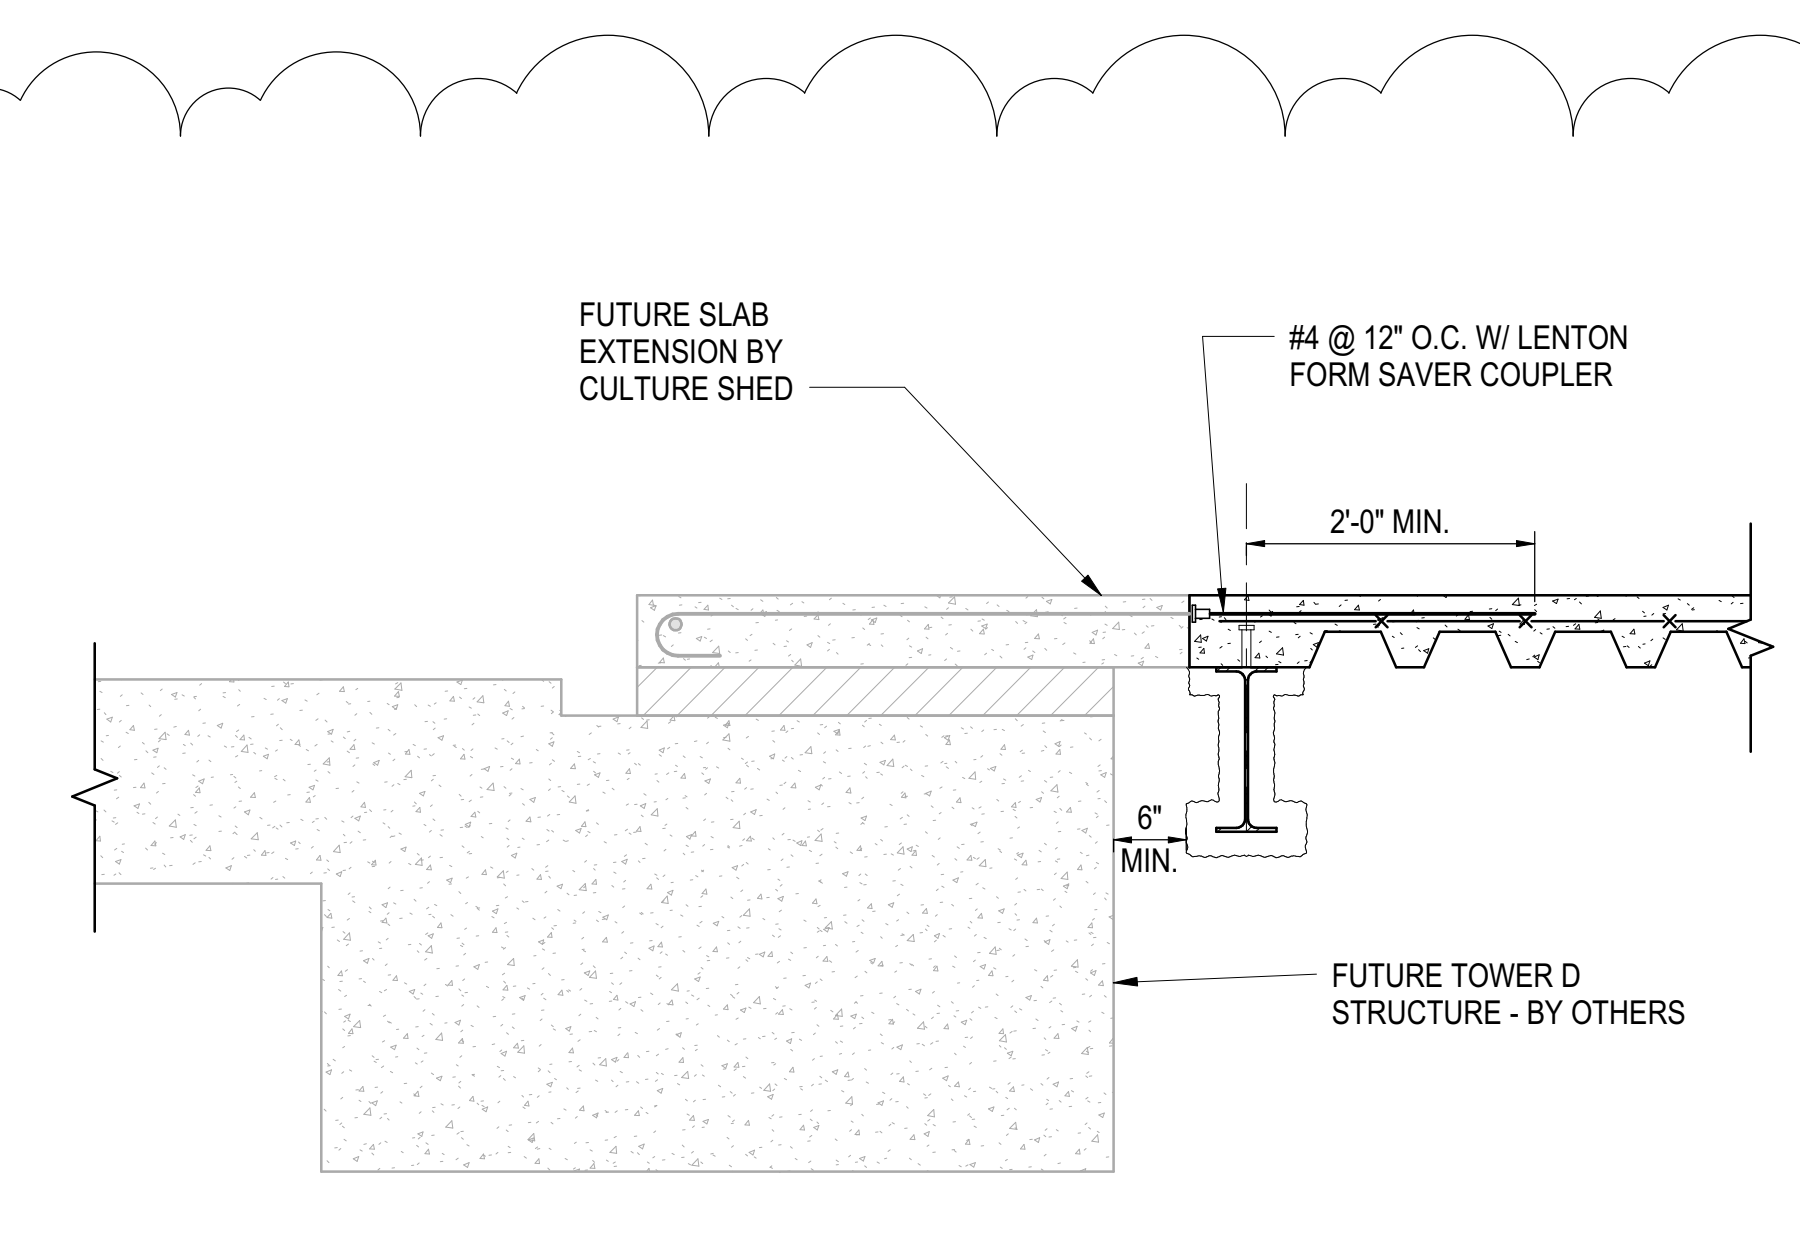 FUTURE SLAB
EXTENSION BY
CULTURE SHED
#4 @ 12" O.C. W/ LENTON
FORM SAVER COUPLER
2'-0" MIN.
6"
MIN.
FUTURE TOWER D
STRUCTURE - BY OTHERS